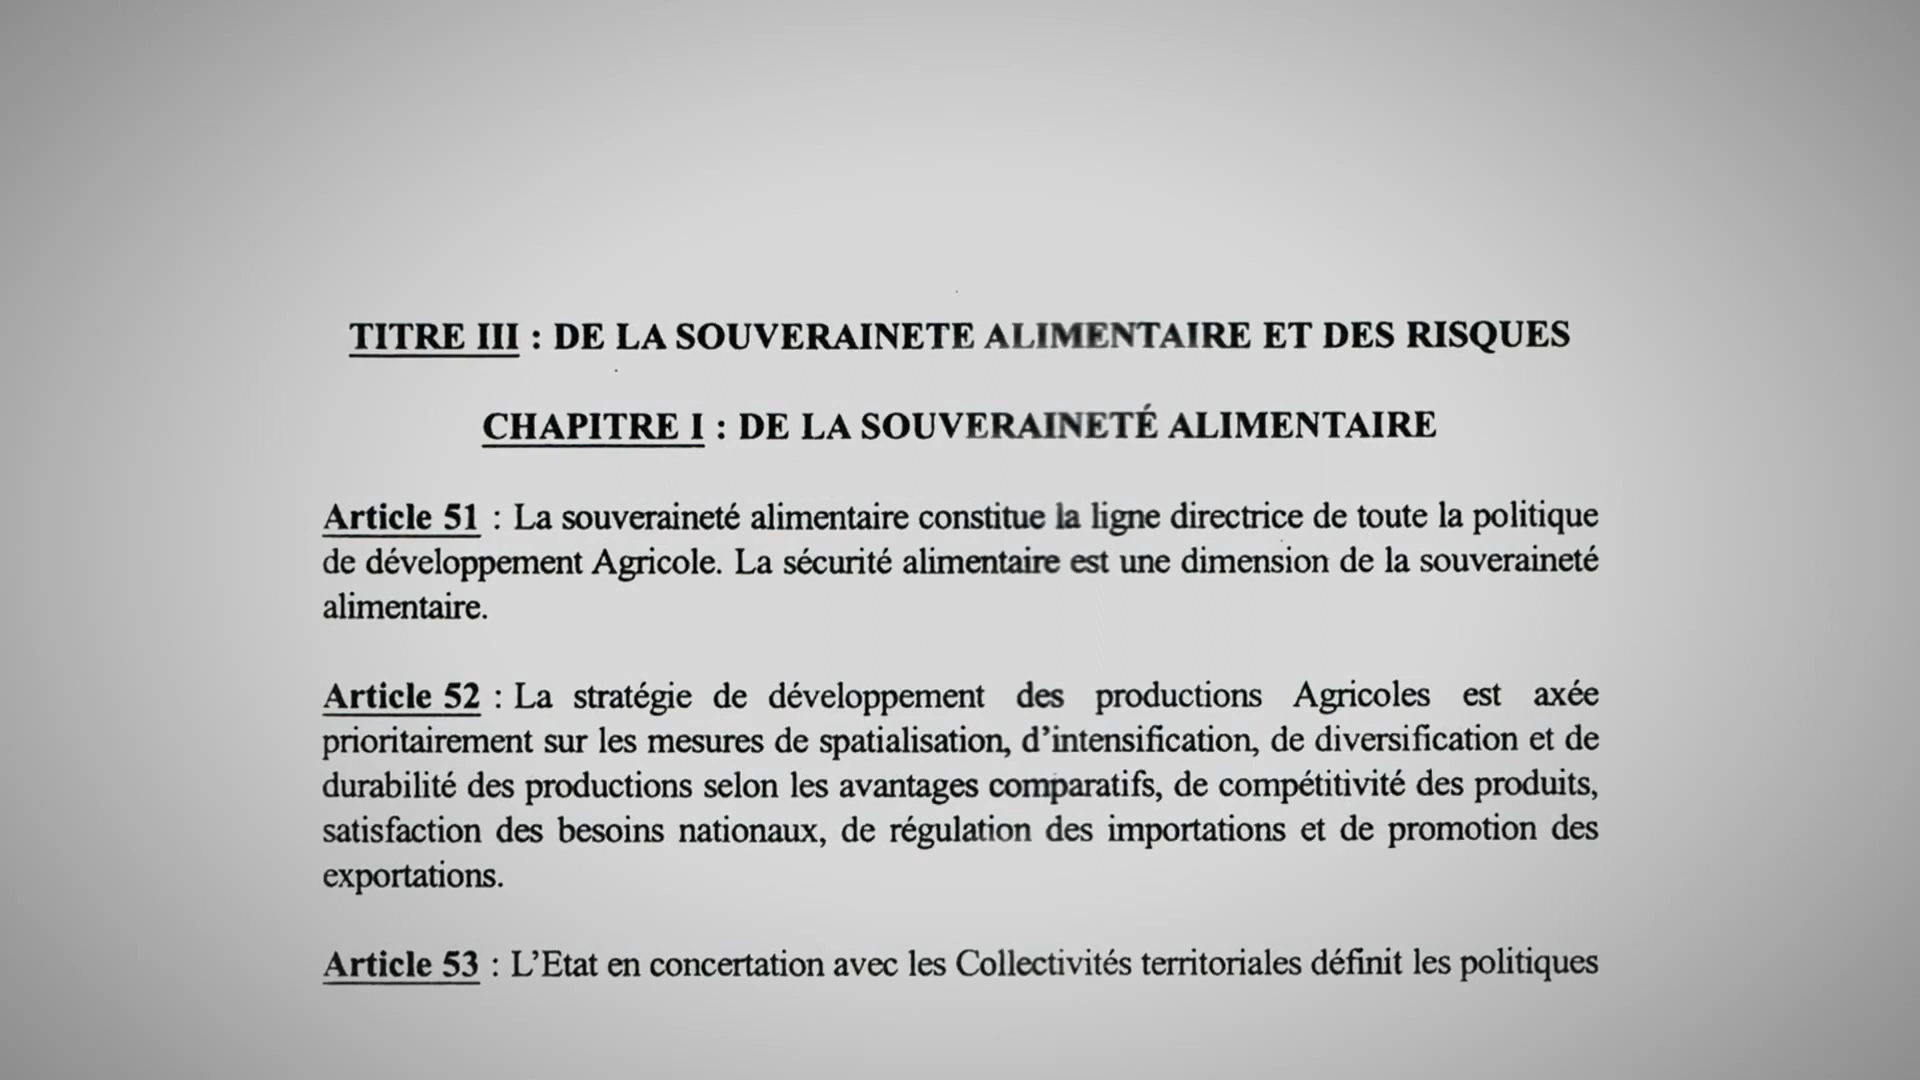 TITRE III : DE LA SOUVERAINETE ALIMENTAIRE ET DES RISQUES
CHAPITRE I : DE LA SOUVERAINETÉ ALIMENTAIRE
Article 51 : La souveraineté alimentaire constitue la ligne directrice de toute la politique
de développement Agricole. La sécurité alimentaire est une dimension de la souveraineté
alimentaire.
Article 52 : La stratégie de développement des productions Agricoles est axée
prioritairement sur les mesures de spatialisation, d’intensification, de diversification et de
durabilité des productions selon les avantages comparatifs, de compétitivité des produits,
satisfaction des besoins nationaux, de régulation des importations et de promotion des
exportations.
Article 53 : L’Etat en concertation avec les Collectivités territoriales définit les politiques